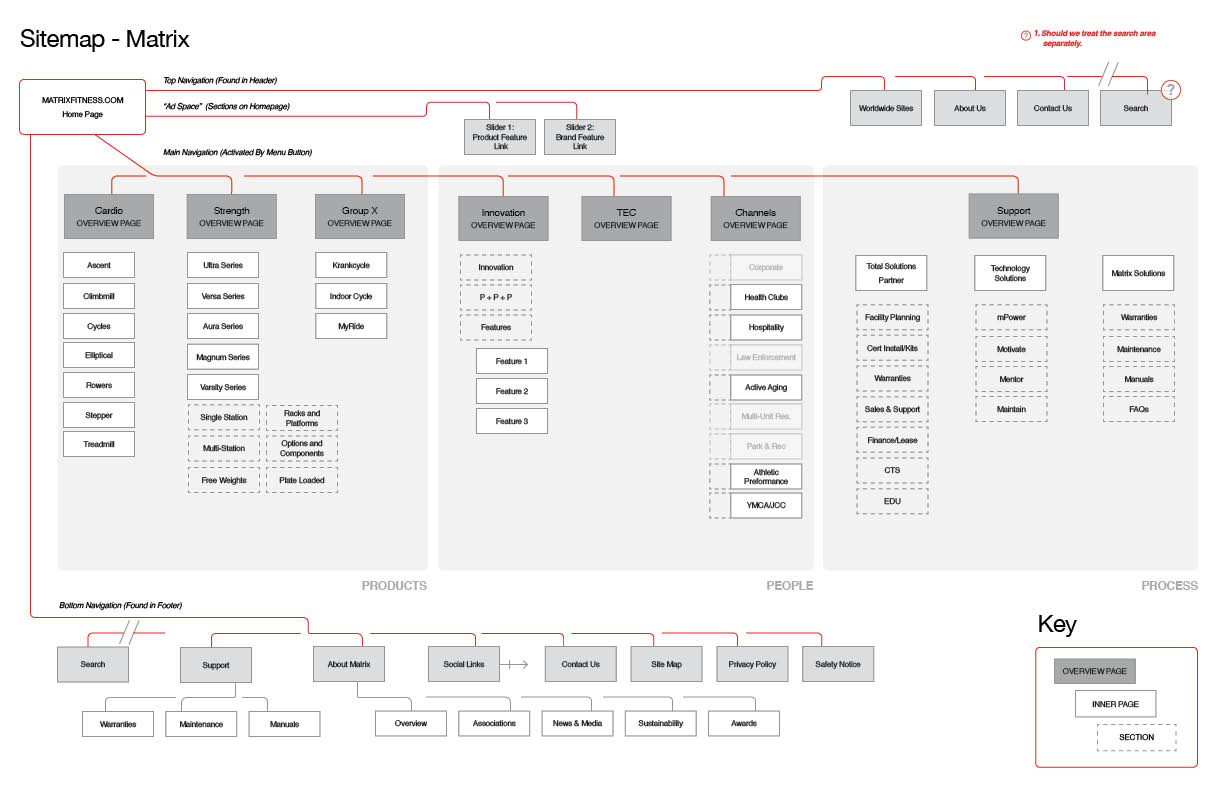 Sitemap - Matrix
? 1. Should we treat the search area
separately.
MATRIXFITNESS.COM
Home Page
Top Navigation (Found in Header)
"Ad Space" (Sections on Homepage)
Main Navigation (Activated By Menu Button)
Worldwide Sites
About Us
Contact Us
Search
?
Slider 1:
Product Feature
Link
Slider 2:
Brand Feature
Link
Cardio
OVERVIEW PAGE
Ascent
Climbmill
Cycles
Elliptical
Rowers
Stepper
Treadmill
Strength
OVERVIEW PAGE
Ultra Series
Versa Series
Aura Series
Magnum Series
Varsity Series
Single Station
Multi-Station
Free Weights
Racks and
Platforms
Options and
Components
Plate Loaded
Group X
OVERVIEW PAGE
Krankcycle
Indoor Cycle
MyRide
PRODUCTS
Innovation
OVERVIEW PAGE
Innovation
P + P + P
Features
Feature 1
Feature 2
Feature 3
TEC
OVERVIEW PAGE
Channels
OVERVIEW PAGE
Corporate
Health Clubs
Hospitality
Law Enforcement
Active Aging
Multi-Unit Res.
Park & Rec
Athletic
Preformance
YMCA/JCC
PEOPLE
Support
OVERVIEW PAGE
Total Solutions
Partner
Facility Planning
Cert Install/Kits
Warranties
Sales & Support
Finance/Lease
CTS
EDU
Technology
Solutions
mPower
Motivate
Mentor
Maintain
Matrix Solutions
Warranties
Maintenance
Manuals
FAQs
PROCESS
Bottom Navigation (Found in Footer)
Search
Support
About Matrix
Social Links
Contact Us
Site Map
Privacy Policy
Safety Notice
Warranties
Maintenance
Manuals
Overview
Associations
News & Media
Sustainability
Awards
Key
OVERVIEW PAGE
INNER PAGE
SECTION